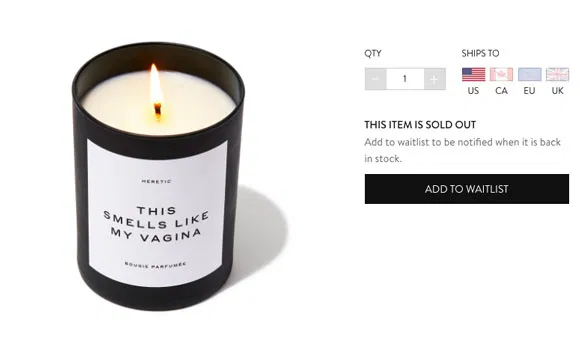 HERETIC
THIS
SMELLS LIKE
MY VAGINA
BOUGIE PARFUMÉE
QTY
SHIPS TO
− 1 +
US CA EU UK
THIS ITEM IS SOLD OUT
Add to waitlist to be notified when it is back
in stock.
ADD TO WAITLIST